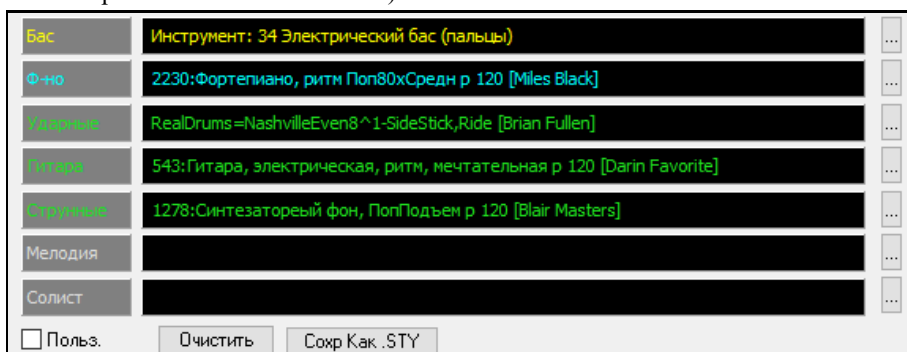 Бас Инструмент: 34 Электрический бас (пальцы) ...
Ф-но 2230:Фортепиано, ритм Поп80хСредн р 120 [Miles Black] ...
Ударные RealDrums=NashvilleEven8^1-SideStick,Ride [Brian Fullen] ...
Гитара 543:Гитара, электрическая, ритм, мечтательная р 120 [Darin Favorite] ...
Струнные 1278:Синтезатореый фон, ПопПодъем р 120 [Blair Masters] ...
Мелодия ...
Солист ...
Польз. Очистить Сохр Как .STY